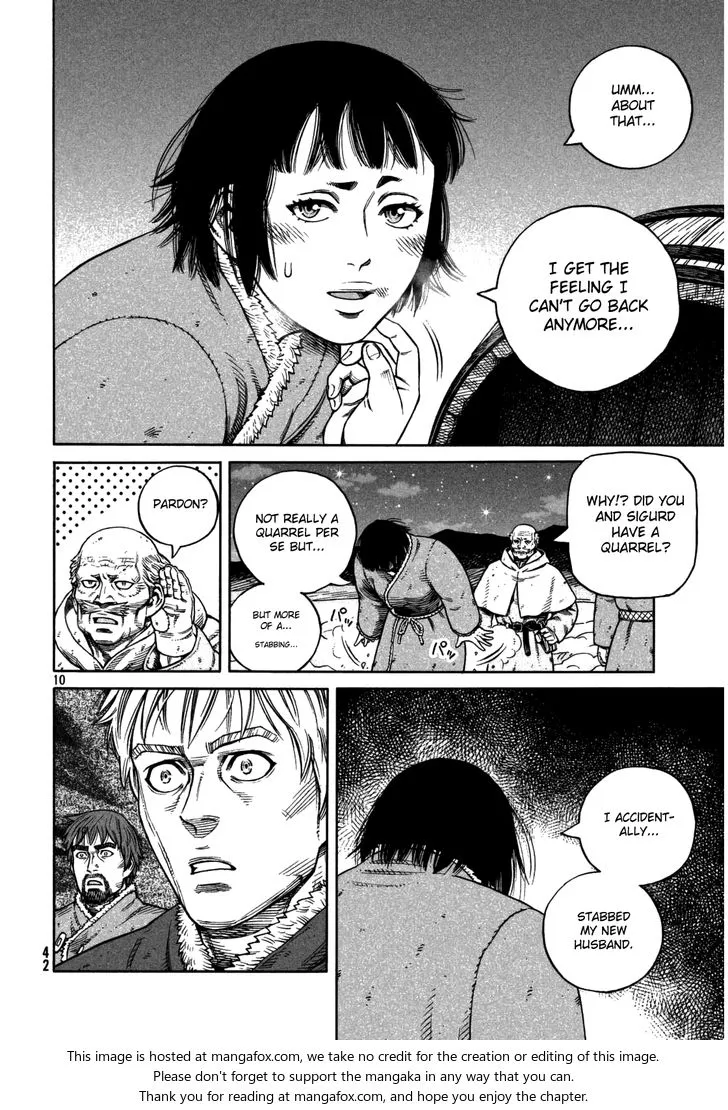 UMM...
ABOUT
THAT...
I GET THE
FEELING I
CAN'T GO BACK
ANYMORE...
WHY!? DID YOU
AND SIGURD
HAVE A
QUARREL?
NOT REALLY A
QUARREL PER
SE BUT...
BUT MORE
OF A...
STABBING...
パッ
パッ
PARDON?
10
I ACCIDENT-
ALLY...
STABBED
MY NEW
HUSBAND.
42
This image is hosted at mangafox.com, we take no credit for the creation or editing of this image.
Please don't forget to support the mangaka in any way that you can.
Thank you for reading at mangafox.com, and hope you enjoy the chapter.